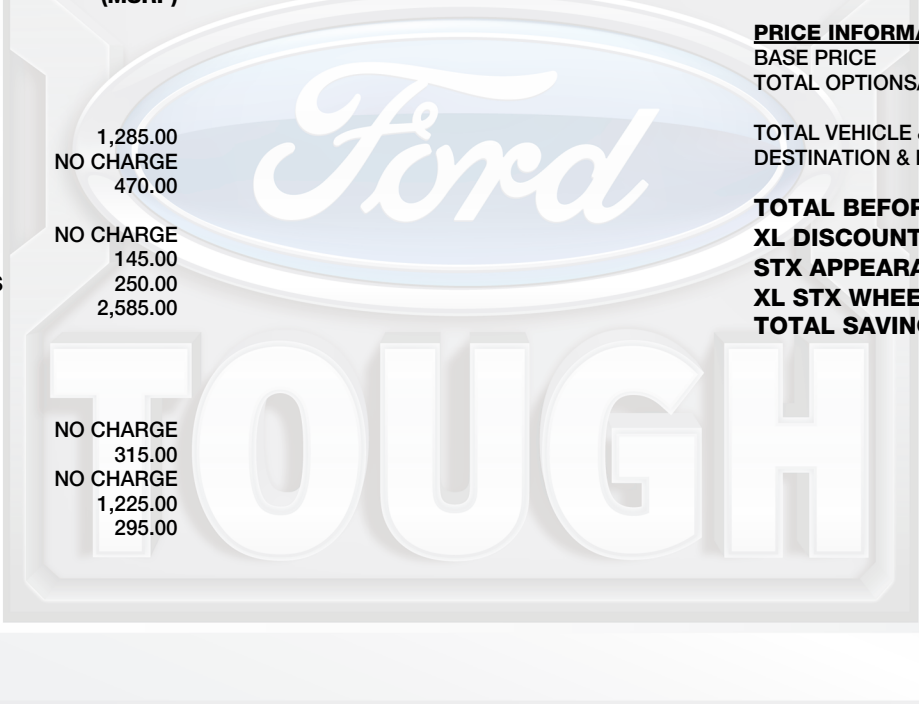 (MSRP)
1,285.00
NO CHARGE
470.00
NO CHARGE
145.00
250.00
2,585.00
NO CHARGE
315.00
NO CHARGE
1,225.00
295.00
PRICE INFORMA
BASE PRICE
TOTAL OPTIONS
TOTAL VEHICLE &
DESTINATION &
TOTAL BEFOR
XL DISCOUNT
STX APPEARA
XL STX WHEE
TOTAL SAVIN
Ford
TOUGH